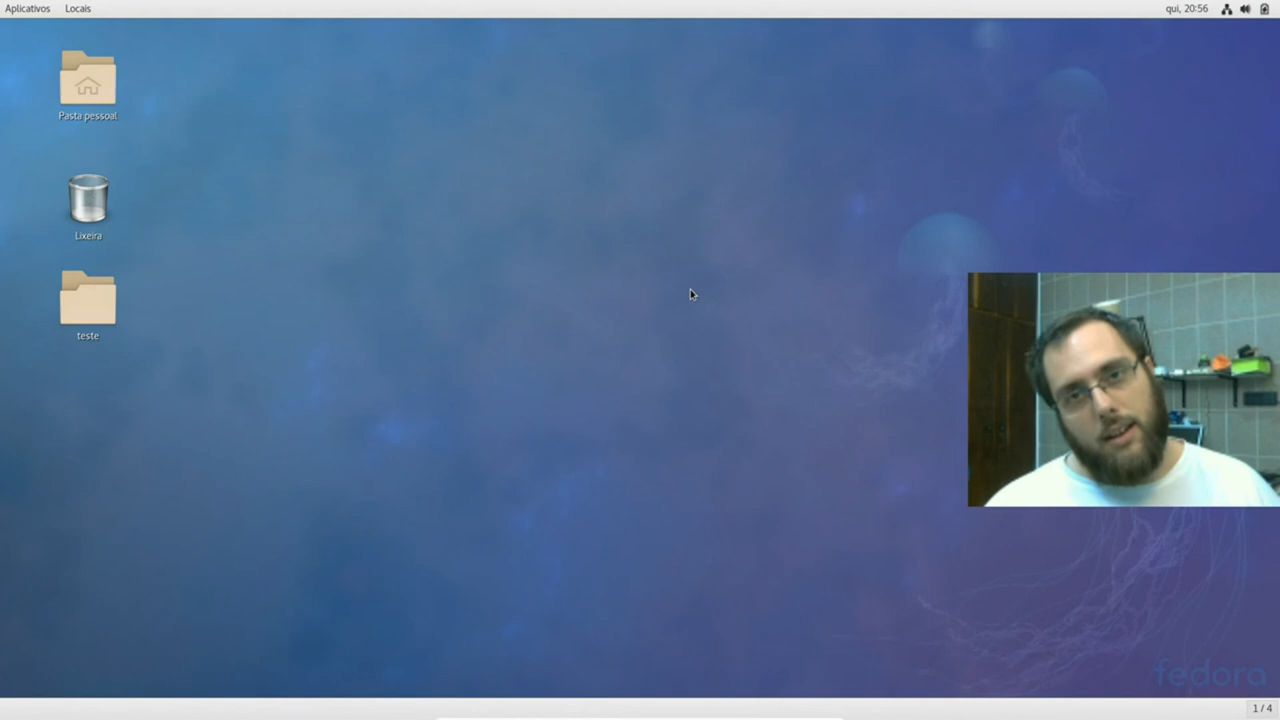 Aplicativos Locais qui, 20:56
Pasta pessoal
Lixeira
teste
fedora
1 / 4